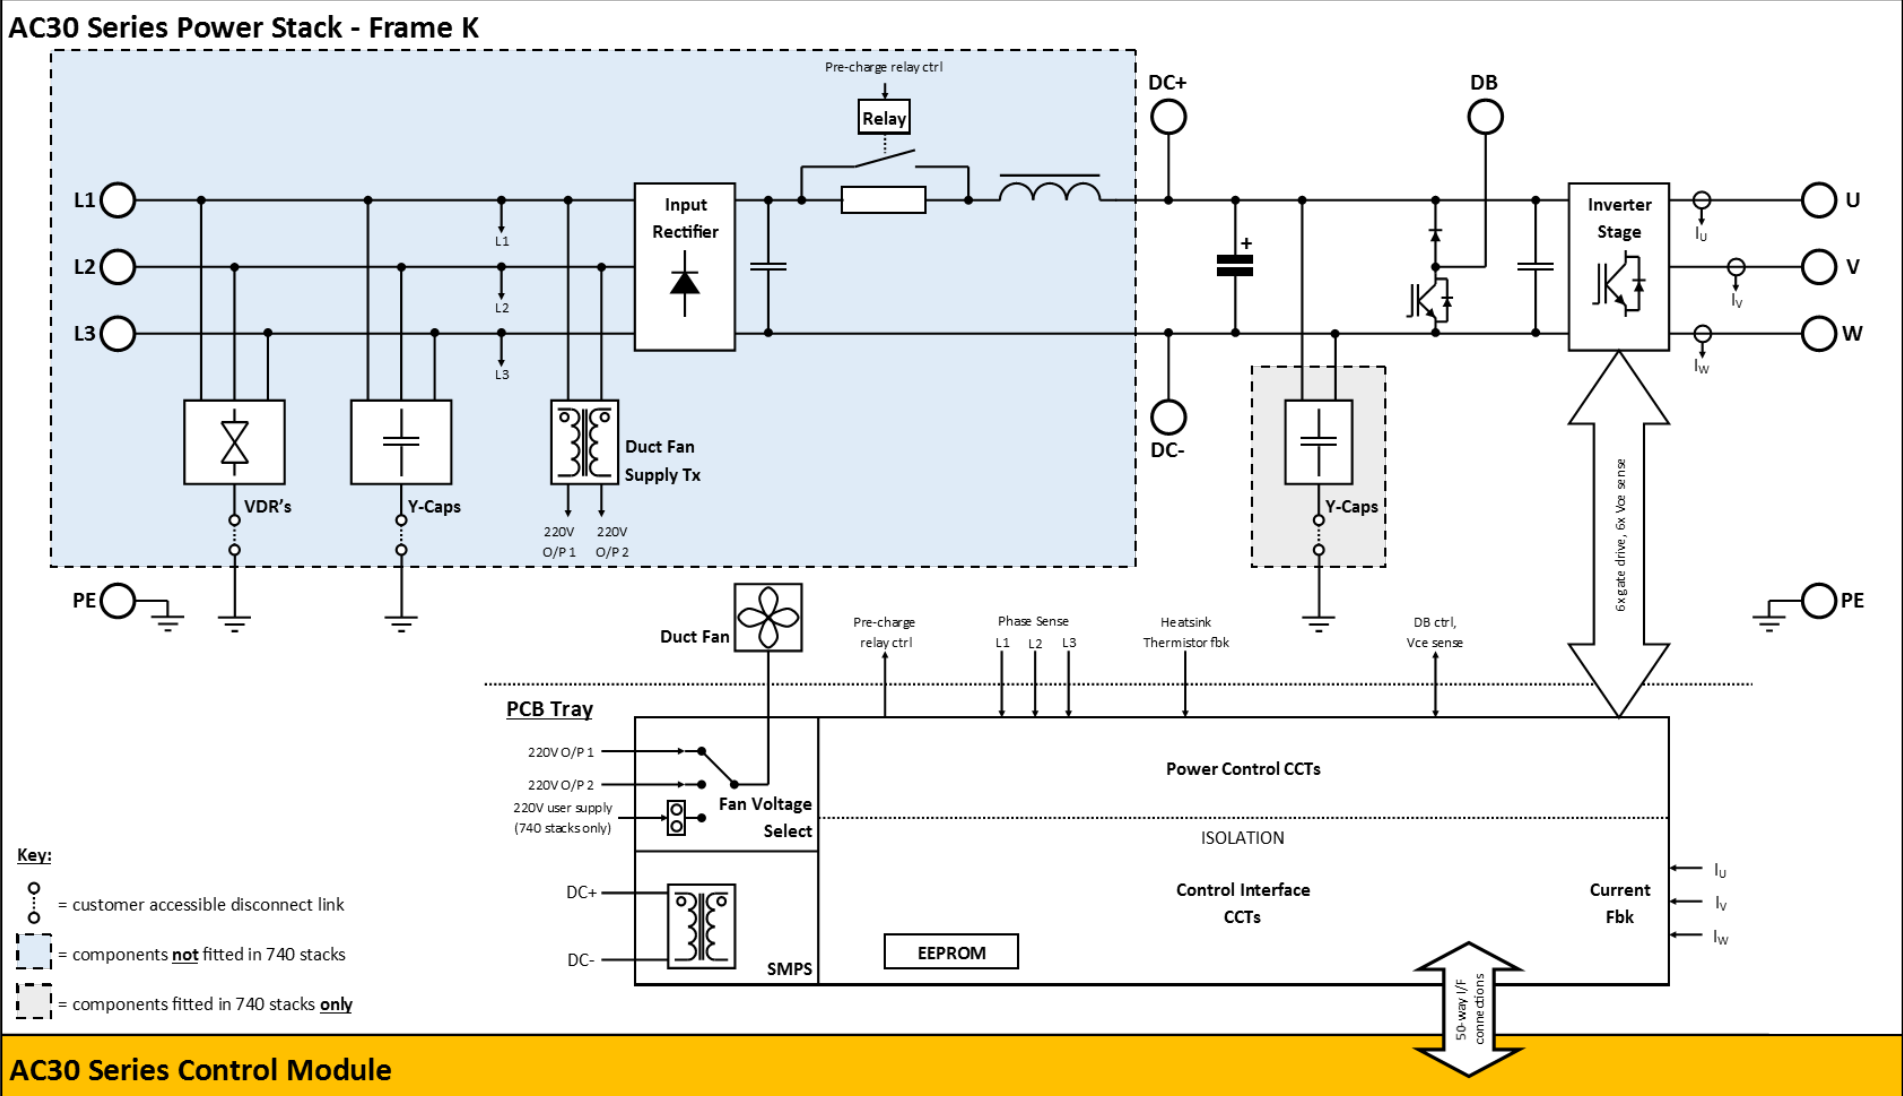 AC30 Series Power Stack - Frame K
Pre-charge relay ctrl
Relay
DC+
DB
L1
L2
L3
L1
L2
L3
Input
Rectifier
+
Inverter
Stage
U
V
W
IU
IV
IW
VDR's
Y-Caps
Duct Fan
Supply Tx
220V
O/P 1
220V
O/P 2
DC-
Y-Caps
6x gate drive, 6x Vce sense
PE
PE
Duct Fan
Pre-charge
relay ctrl
Phase Sense
L1 L2 L3
Heatsink
Thermistor fbk
DB ctrl,
Vce sense
PCB Tray
220V O/P 1
220V O/P 2
220V user supply
(740 stacks only)
Fan Voltage
Select
Power Control CCTs
ISOLATION
Control Interface
CCTs
Current
Fbk
IU
IV
IW
EEPROM
DC+
DC-
SMPS
50-way I/F
connections
Key:
= customer accessible disconnect link
= components not fitted in 740 stacks
= components fitted in 740 stacks only
AC30 Series Control Module